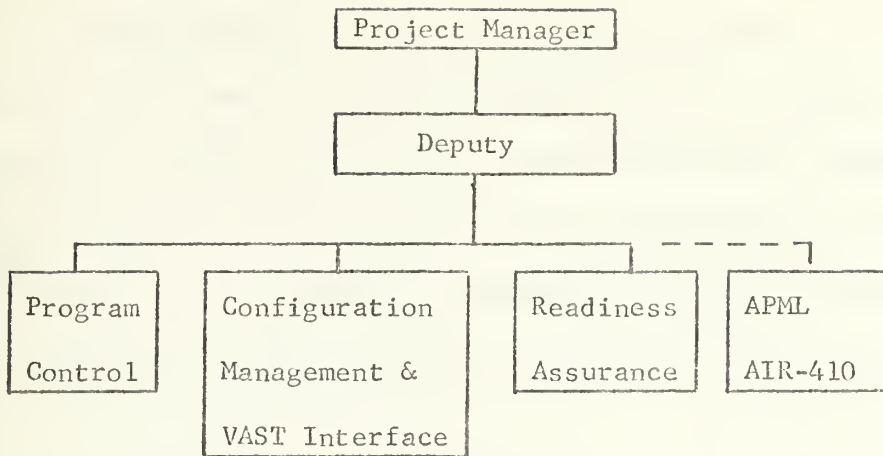 Project Manager
Deputy
Program
Control
Configuration
Management &
VAST Interface
Readiness
Assurance
APML
AIR-410